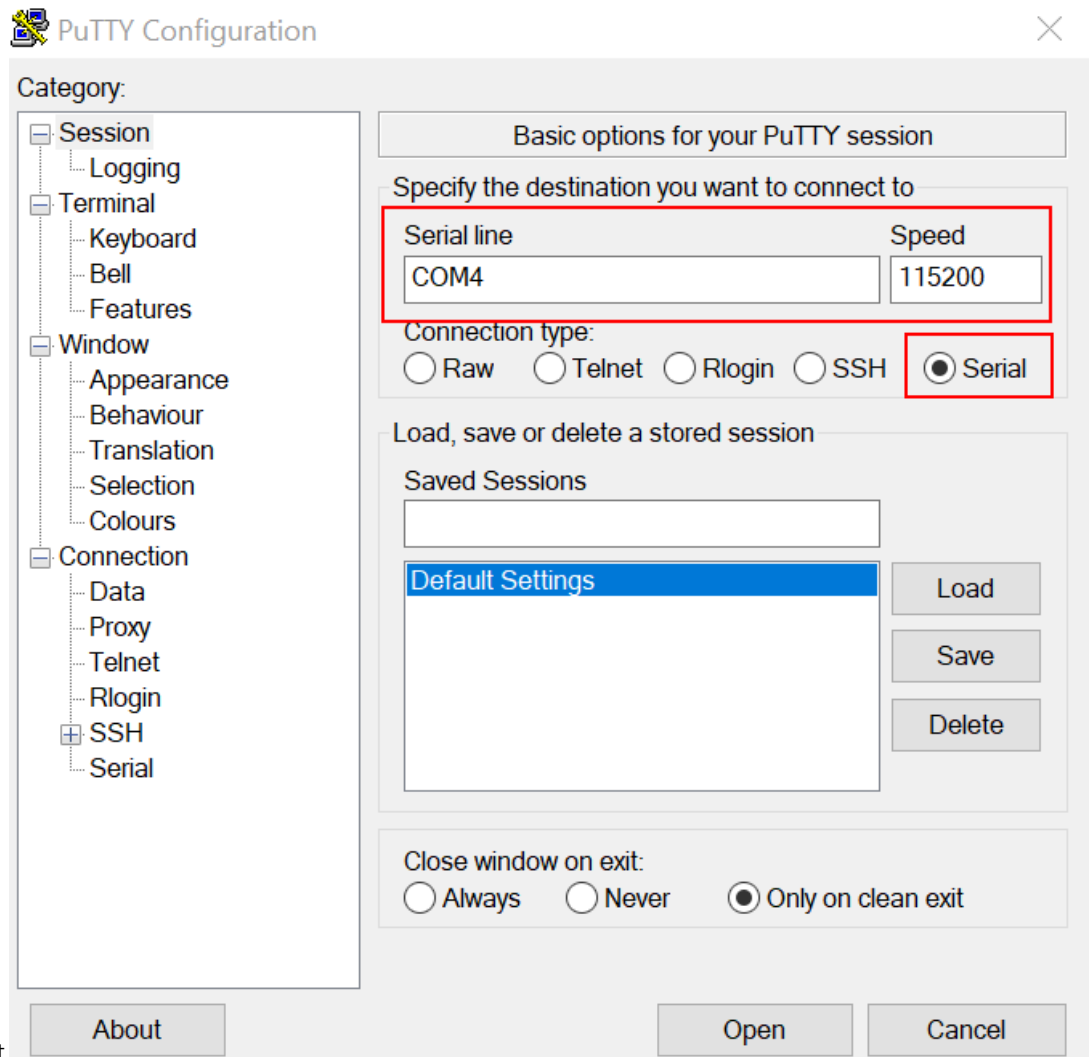 PuTTY Configuration
Category:
Session
Logging
Terminal
Keyboard
Bell
Features
Window
Appearance
Behaviour
Translation
Selection
Colours
Connection
Data
Proxy
Telnet
Rlogin
SSH
Serial
Basic options for your PuTTY session
Specify the destination you want to connect to
Serial line Speed
COM4 115200
Connection type:
Raw Telnet Rlogin SSH Serial
Load, save or delete a stored session
Saved Sessions
Default Settings
Load
Save
Delete
Close window on exit:
Always Never Only on clean exit
About Open Cancel